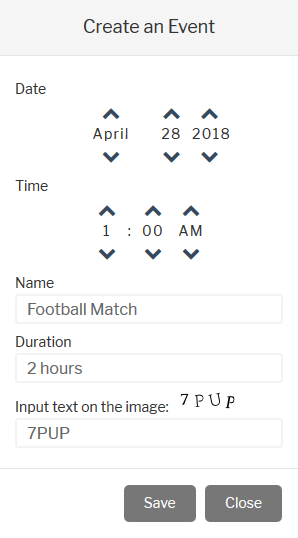 Create an Event
Date
April 28 2018
Time
1 : 00 AM
Name
Football Match
Duration
2 hours
Input text on the image: 7 P U P
7PUP
Save Close